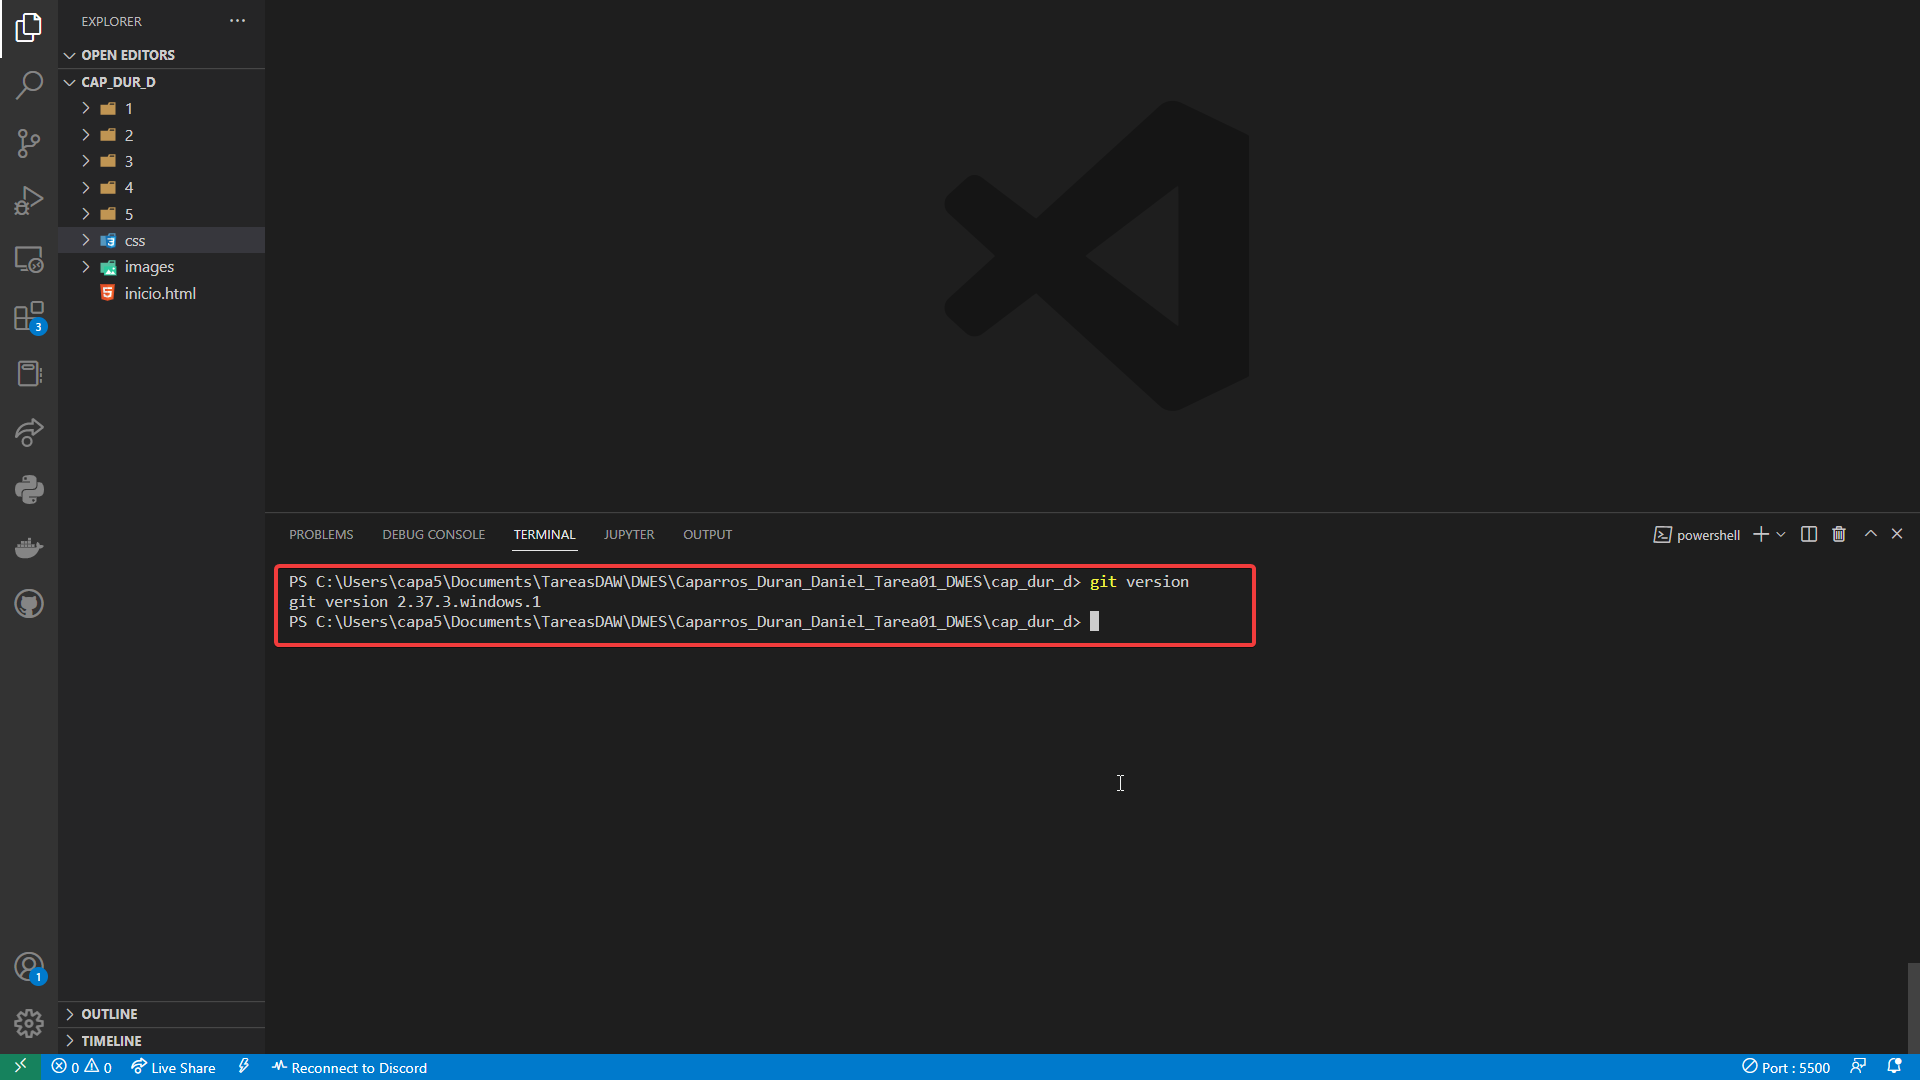 EXPLORER
OPEN EDITORS
CAP_DUR_D
1
2
3
4
5
css
images
inicio.html
3
1
OUTLINE
TIMELINE
PROBLEMS DEBUG CONSOLE TERMINAL JUPYTER OUTPUT
powershell
PS C:\Users\capa5\Documents\TareasDAW\DWES\Caparros_Duran_Daniel_Tarea01_DWES\cap_dur_d> git version
git version 2.37.3.windows.1
PS C:\Users\capa5\Documents\TareasDAW\DWES\Caparros_Duran_Daniel_Tarea01_DWES\cap_dur_d>
0 0 Live Share Reconnect to Discord Port : 5500